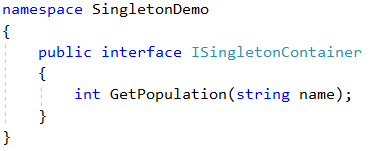 namespace SingletonDemo
{
    public interface ISingletonContainer
    {
        int GetPopulation(string name);
    }
}